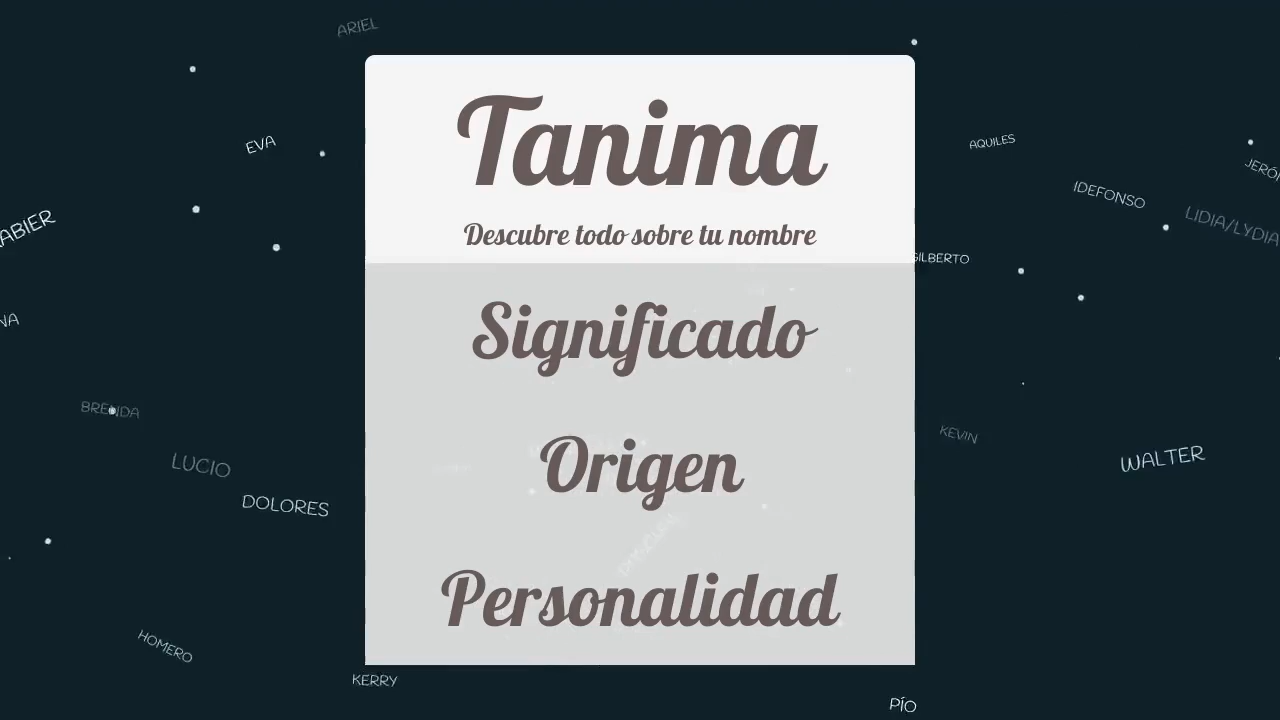 ARIEL
EVA
AQUILES
IDEFONSO
LIDIA/LYDIA
GILBERTO
Tanima
Descubre todo sobre tu nombre
Significado
Origen
Personalidad
BRENDA
LUCIO
DOLORES
KEVIN
WALTER
HOMERO
KERRY
PÍO